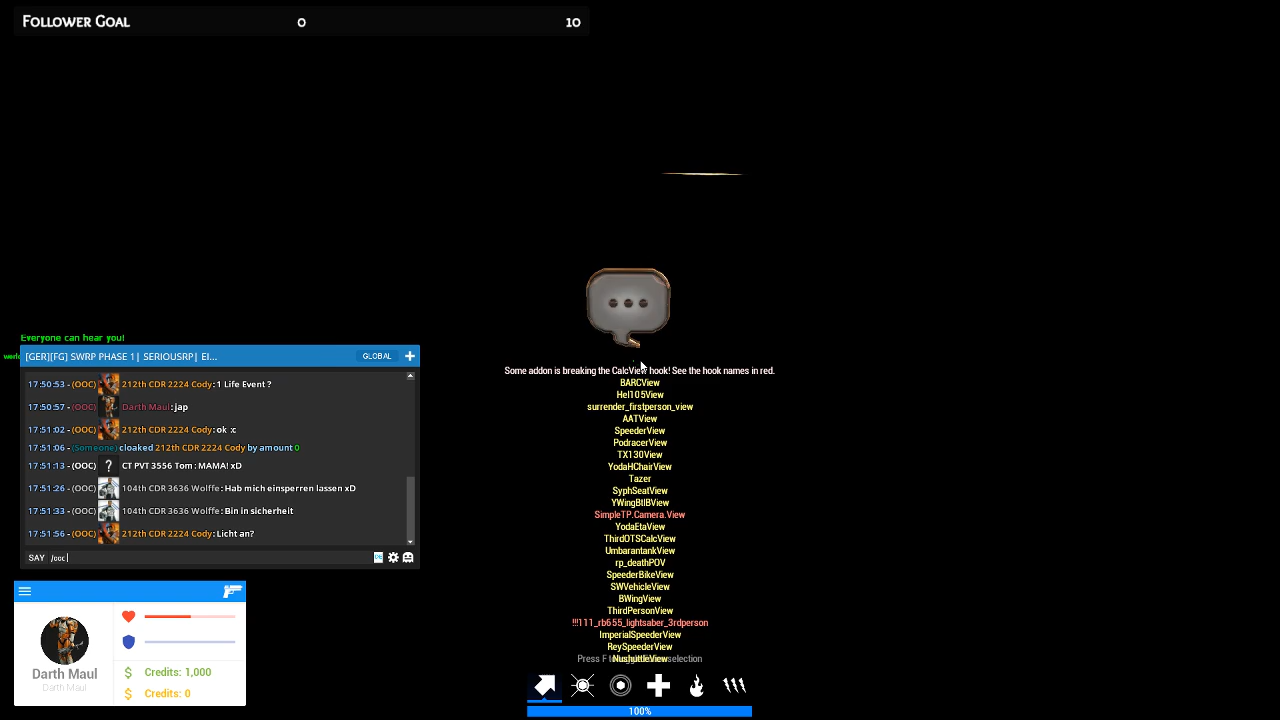 FOLLOWER GOAL 0 10
Everyone can hear you!
[GER][FG] SWRP PHASE 1| SERIOUSRP| EI... GLOBAL +
17:50:53 - (OOC) 212th CDR 2224 Cody: 1 Life Event ?
17:50:57 - (OOC) Darth Maul: jap
17:51:02 - (OOC) 212th CDR 2224 Cody: ok :c
17:51:06 - (Someone) cloaked 212th CDR 2224 Cody by amount 0
17:51:13 - (OOC) ? CT PVT 3556 Tom : MAMA! xD
17:51:26 - (OOC) 104th CDR 3636 Wolffe: Hab mich einsperren lassen xD
17:51:33 - (OOC) 104th CDR 3636 Wolffe: Bin in sicherheit
17:51:56 - (OOC) 212th CDR 2224 Cody: Licht an?
SAY /ooc
Some addon is breaking the CalcView hook! See the hook names in red.
BARCView
Hel105View
surrender_firstperson_view
AATView
SpeederView
PodracerView
TX130View
YodaHChairView
Tazer
SyphSeatView
YWingBtlBView
SimpleTP.Camera.View
YodaEtaView
ThirdOTSCalcView
UmbarantankView
rp_deathPOV
SpeederBikeView
SWVehicleView
BWingView
ThirdPersonView
!!!111_rb655_lightsaber_3rdperson
ImperialSpeederView
ReySpeederView
NushuttleView
Press F to selection
100%
Darth Maul
Darth Maul
$ Credits: 1,000
$ Credits: 0